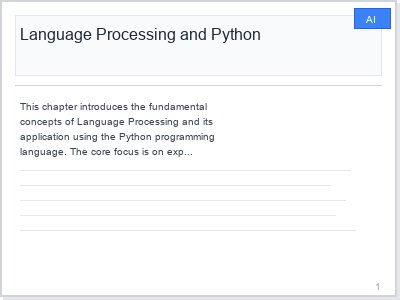 AI
Language Processing and Python
This chapter introduces the fundamental
concepts of Language Processing and its
application using the Python programming
language. The core focus is on exp...
1